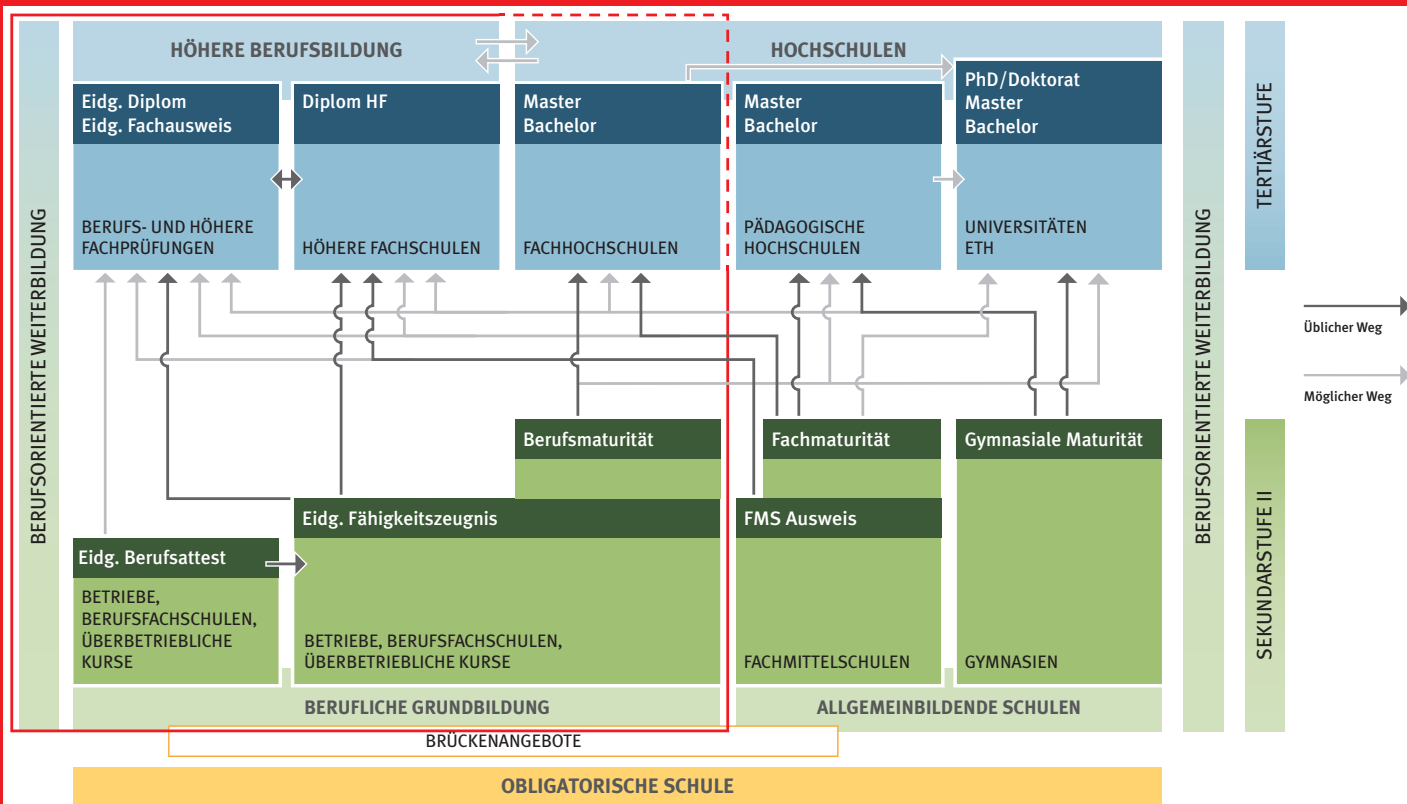 HÖHERE BERUFSBILDUNG
HOCHSCHULEN
Eidg. Diplom
Eidg. Fachausweis
Diplom HF
Master
Bachelor
Master
Bachelor
PhD/Doktorat
Master
Bachelor
BERUFS- UND HÖHERE
FACHPRÜFUNGEN
HÖHERE FACHSCHULEN
FACHHOCHSCHULEN
PÄDAGOGISCHE
HOCHSCHULEN
UNIVERSITÄTEN
ETH
BERUFSORIENTIERTE WEITERBILDUNG
BERUFSORIENTIERTE WEITERBILDUNG
TERTIÄRSTUFE
SEKUNDARSTUFE II
Üblicher Weg
Möglicher Weg
Berufsmaturität
Fachmaturität
Gymnasiale Maturität
Eidg. Fähigkeitszeugnis
FMS Ausweis
Eidg. Berufsattest
BETRIEBE,
BERUFSFACHSCHULEN,
ÜBERBETRIEBLICHE
KURSE
BETRIEBE, BERUFSFACHSCHULEN,
ÜBERBETRIEBLICHE KURSE
FACHMITTELSCHULEN
GYMNASIEN
BERUFLICHE GRUNDBILDUNG
ALLGEMEINBILDENDE SCHULEN
BRÜCKENANGEBOTE
OBLIGATORISCHE SCHULE